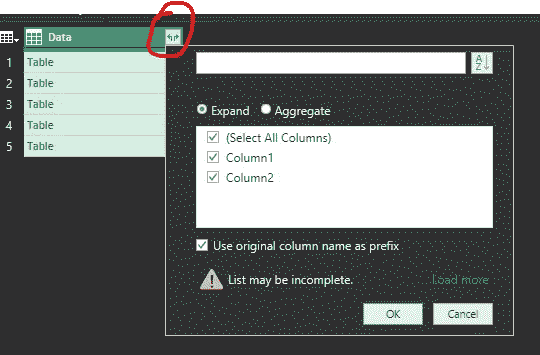 Data
1 Table
2 Table
3 Table
4 Table
5 Table
A
Z
Expand Aggregate
(Select All Columns)
Column1
Column2
Use original column name as prefix
List may be incomplete. Load more
OK Cancel